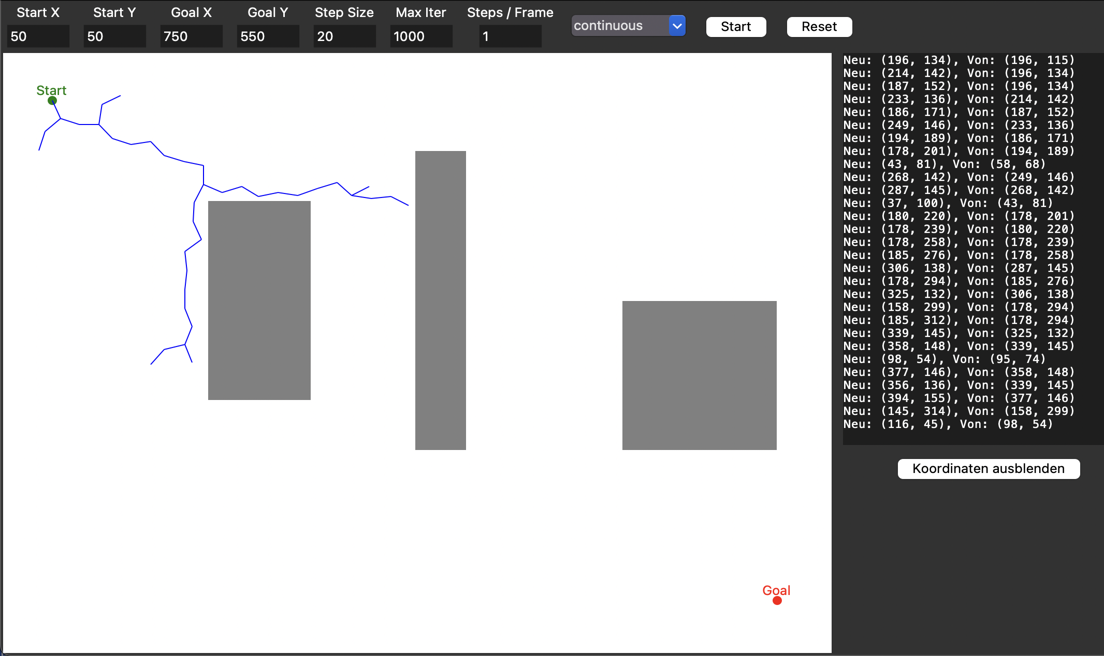 Start X Start Y Goal X Goal Y Step Size Max Iter Steps / Frame
50 50 750 550 20 1000 1 continuous Start Reset
Start
Goal
Neu: (196, 134), Von: (196, 115)
Neu: (214, 142), Von: (196, 134)
Neu: (187, 152), Von: (196, 134)
Neu: (233, 136), Von: (214, 142)
Neu: (186, 171), Von: (187, 152)
Neu: (249, 146), Von: (233, 136)
Neu: (194, 189), Von: (186, 171)
Neu: (178, 201), Von: (194, 189)
Neu: (43, 81), Von: (58, 68)
Neu: (268, 142), Von: (249, 146)
Neu: (287, 145), Von: (268, 142)
Neu: (37, 100), Von: (43, 81)
Neu: (180, 220), Von: (178, 201)
Neu: (178, 239), Von: (180, 220)
Neu: (178, 258), Von: (178, 239)
Neu: (185, 276), Von: (178, 258)
Neu: (306, 138), Von: (287, 145)
Neu: (178, 294), Von: (185, 276)
Neu: (325, 132), Von: (306, 138)
Neu: (158, 299), Von: (178, 294)
Neu: (185, 312), Von: (178, 294)
Neu: (339, 145), Von: (325, 132)
Neu: (358, 148), Von: (339, 145)
Neu: (98, 54), Von: (95, 74)
Neu: (377, 146), Von: (358, 148)
Neu: (356, 136), Von: (339, 145)
Neu: (394, 155), Von: (377, 146)
Neu: (145, 314), Von: (158, 299)
Neu: (116, 45), Von: (98, 54)
Koordinaten ausblenden